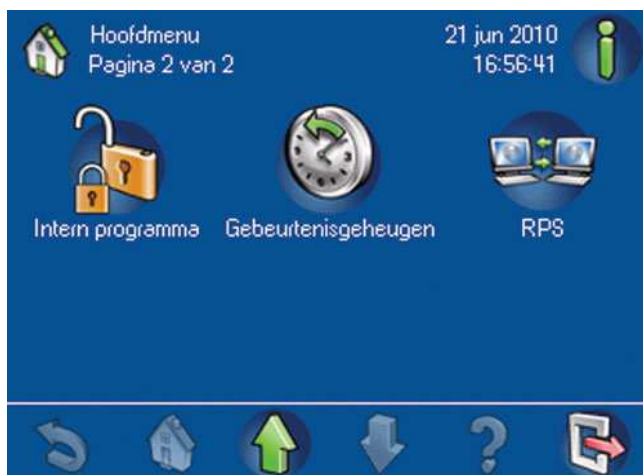 Hoofdmenu
Pagina 2 van 2
21 jun 2010
16:56:41
Intern programma
Gebeurtenisgeheugen
RPS